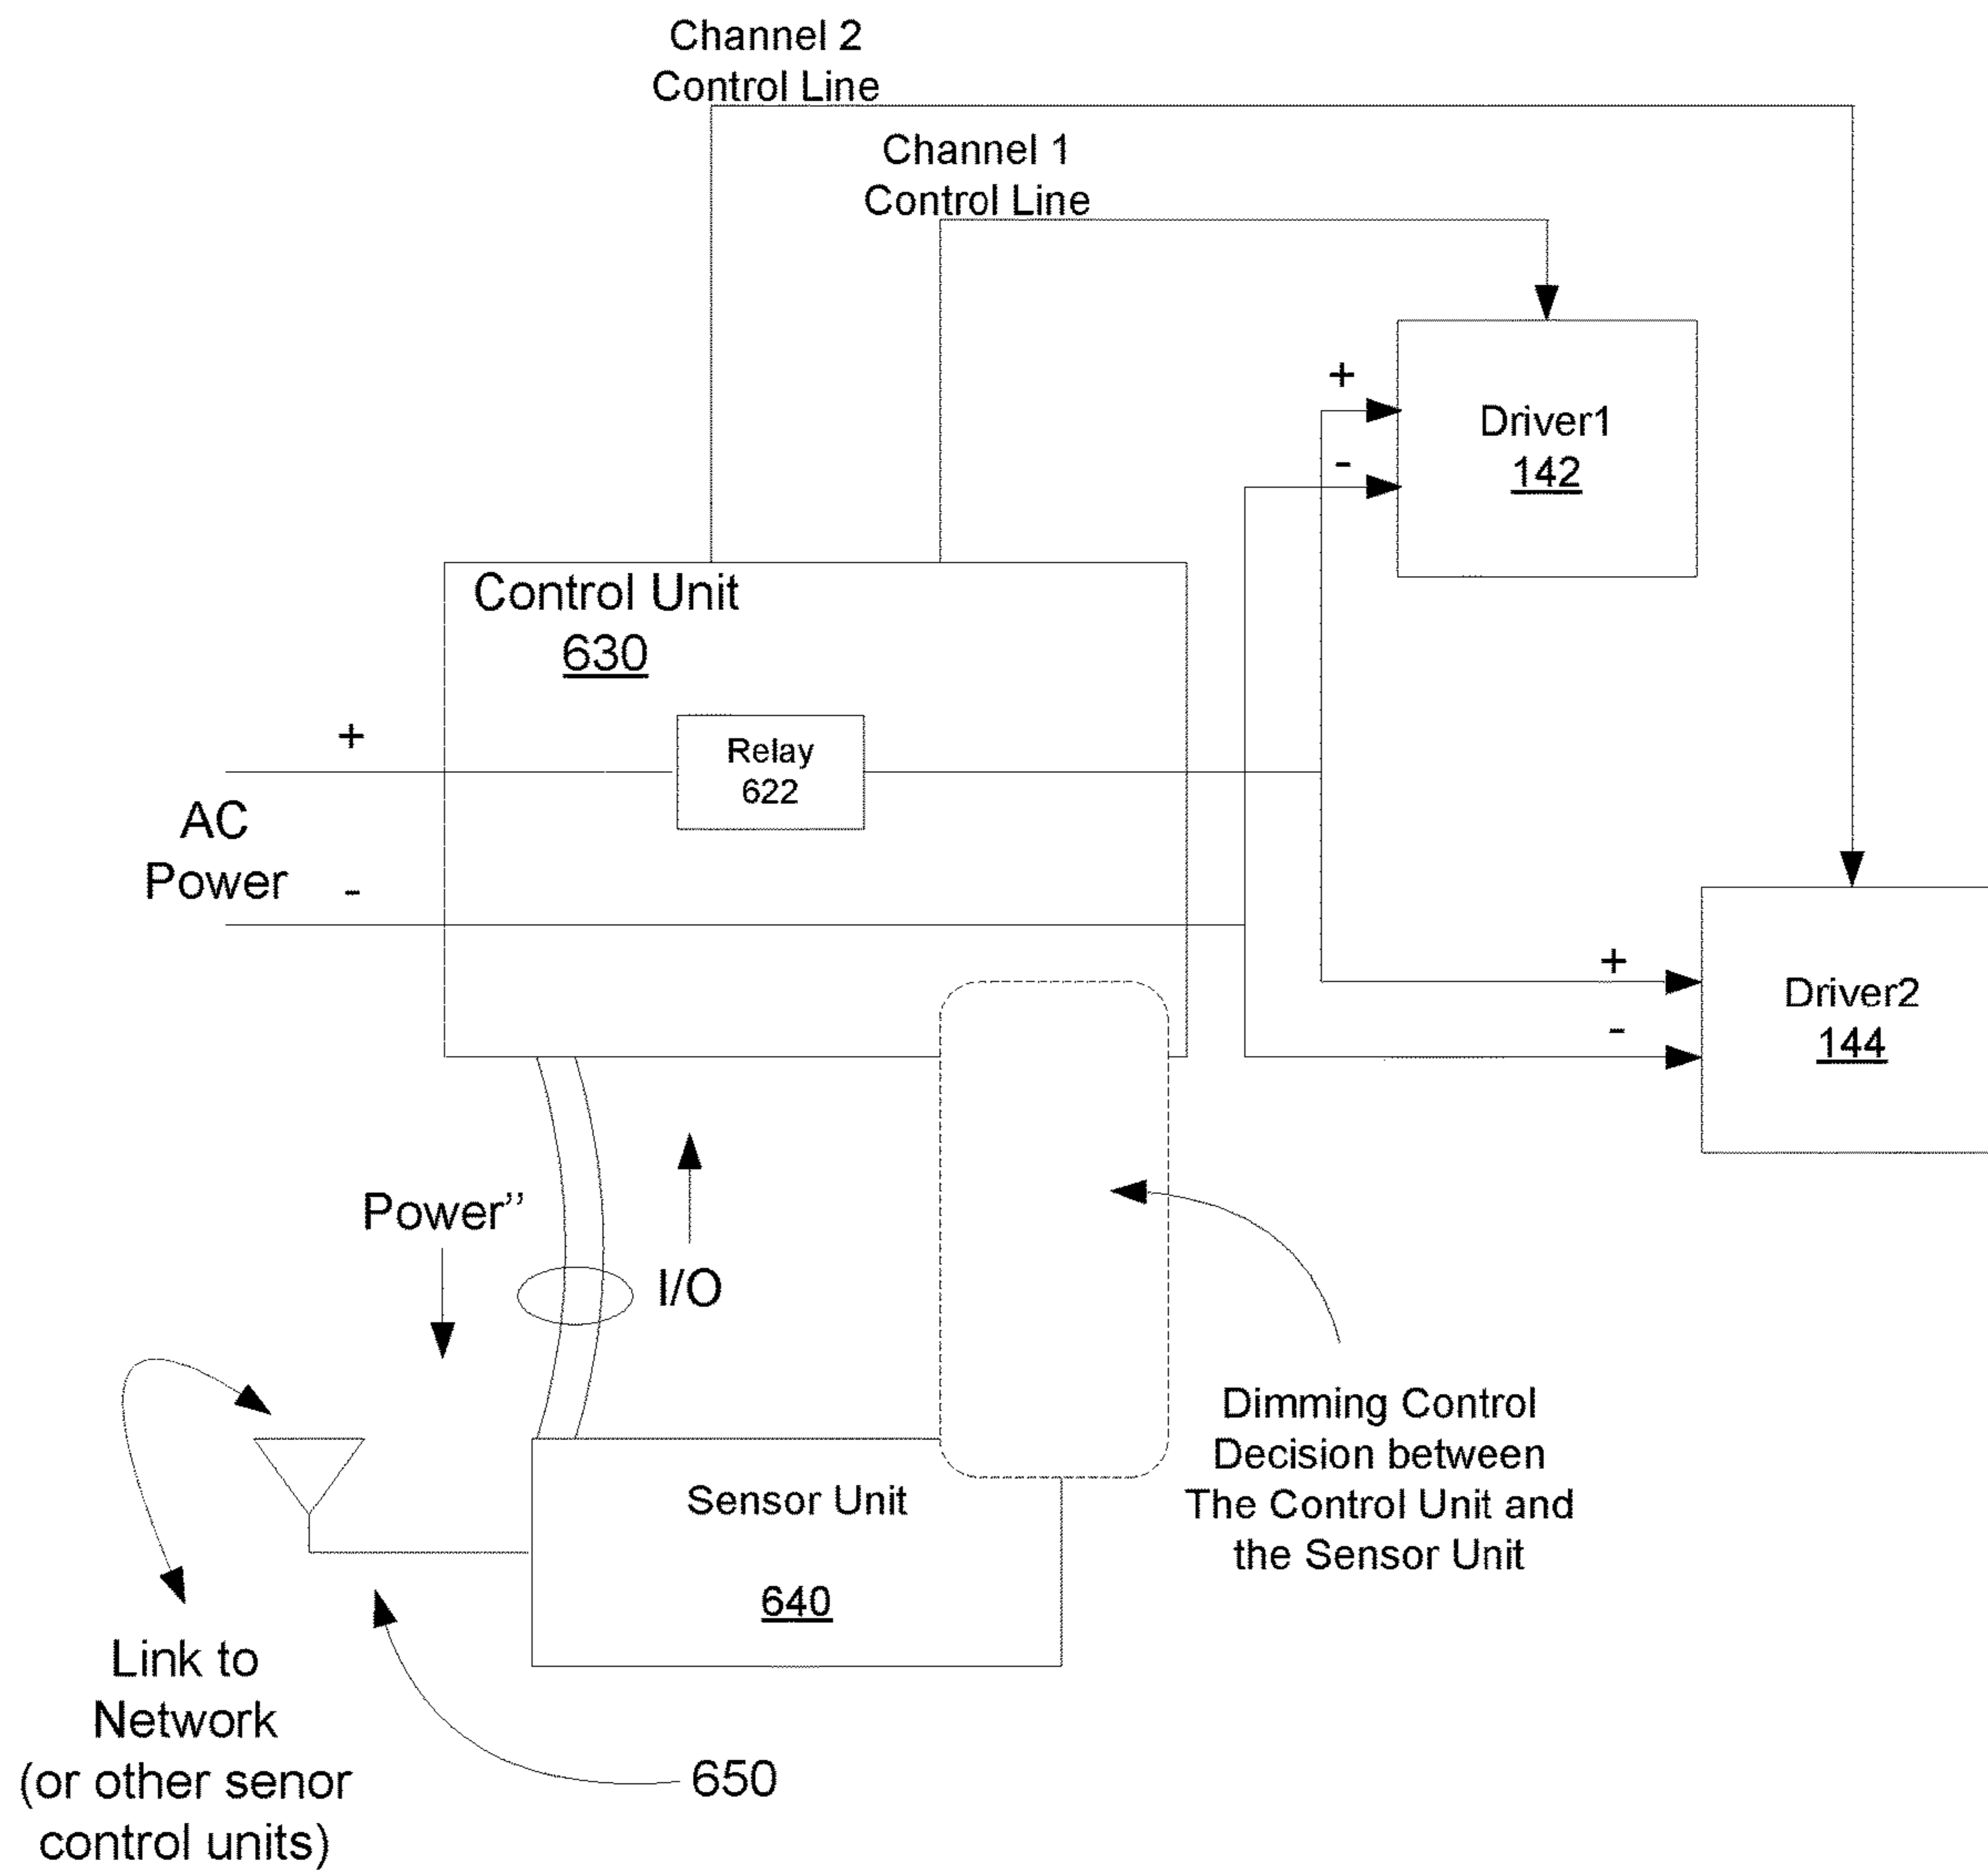 Channel 2
Control Line
Channel 1
Control Line
+
-
Driver1
142
Control Unit
630
+
Relay
622
AC
Power
-
+
-
Driver2
144
Power’’
I/O
Dimming Control
Decision between
The Control Unit and
the Sensor Unit
Sensor Unit
640
Link to
Network
(or other senor
control units)
650